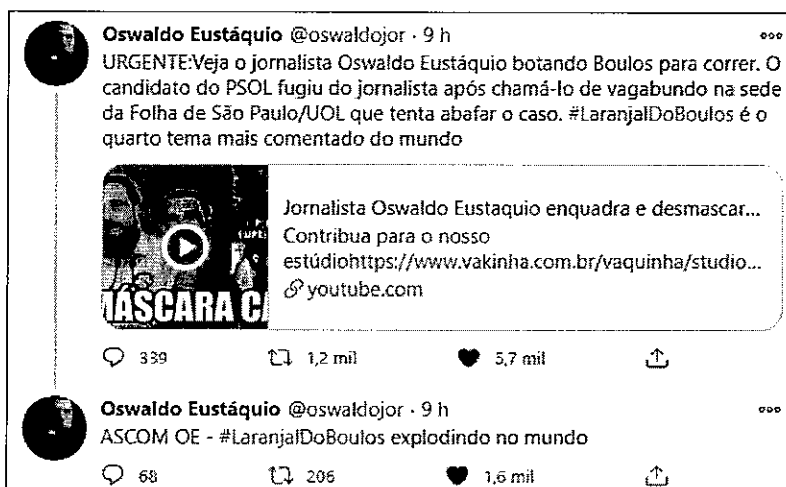 Oswaldo Eustáquio @oswaldojor · 9 h
URGENTE:Veja o jornalista Oswaldo Eustáquio botando Boulos para correr. O
candidato do PSOL fugiu do jornalista após chamá-lo de vagabundo na sede
da Folha de São Paulo/UOL que tenta abafar o caso. #LaranjalDoBoulos é o
quarto tema mais comentado do mundo
Jornalista Oswaldo Eustaquio enquadra e desmascar...
Contribua para o nosso
estúdiohttps://www.vakinha.com.br/vaquinha/studio...
youtube.com
MÁSCARA C
339 1,2 mil 5,7 mil
Oswaldo Eustáquio @oswaldojor · 9 h
ASCOM OE - #LaranjalDoBoulos explodindo no mundo
68 206 1,6 mil